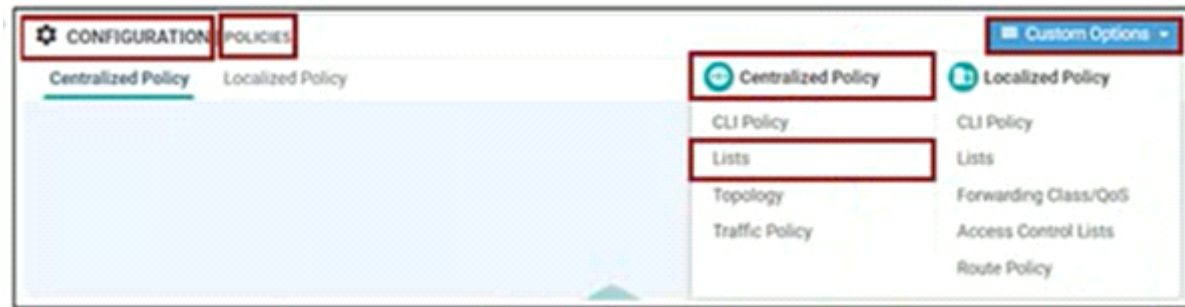 CONFIGURATION | POLICIES
Custom Options
Centralized Policy Localized Policy
Centralized Policy
CLI Policy
Lists
Topology
Traffic Policy
Localized Policy
CLI Policy
Lists
Forwarding Class/QoS
Access Control Lists
Route Policy